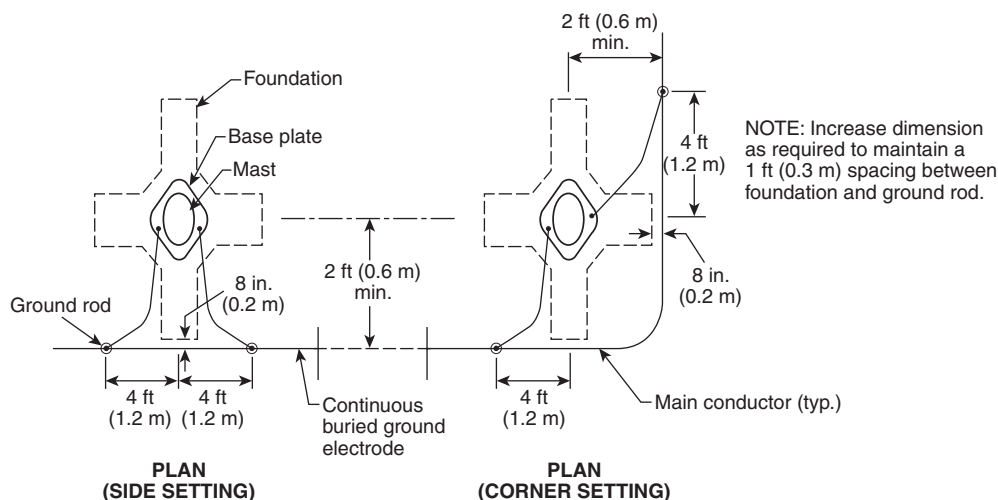 2 ft (0.6 m)
min.
Foundation
Base plate
Mast
4 ft
(1.2 m)
NOTE: Increase dimension
as required to maintain a
1 ft (0.3 m) spacing between
foundation and ground rod.
2 ft (0.6 m)
min.
8 in.
(0.2 m)
8 in.
(0.2 m)
Ground rod
4 ft
(1.2 m)
4 ft
(1.2 m)
Continuous
buried ground
electrode
4 ft
(1.2 m)
Main conductor (typ.)
PLAN
(SIDE SETTING)
PLAN
(CORNER SETTING)